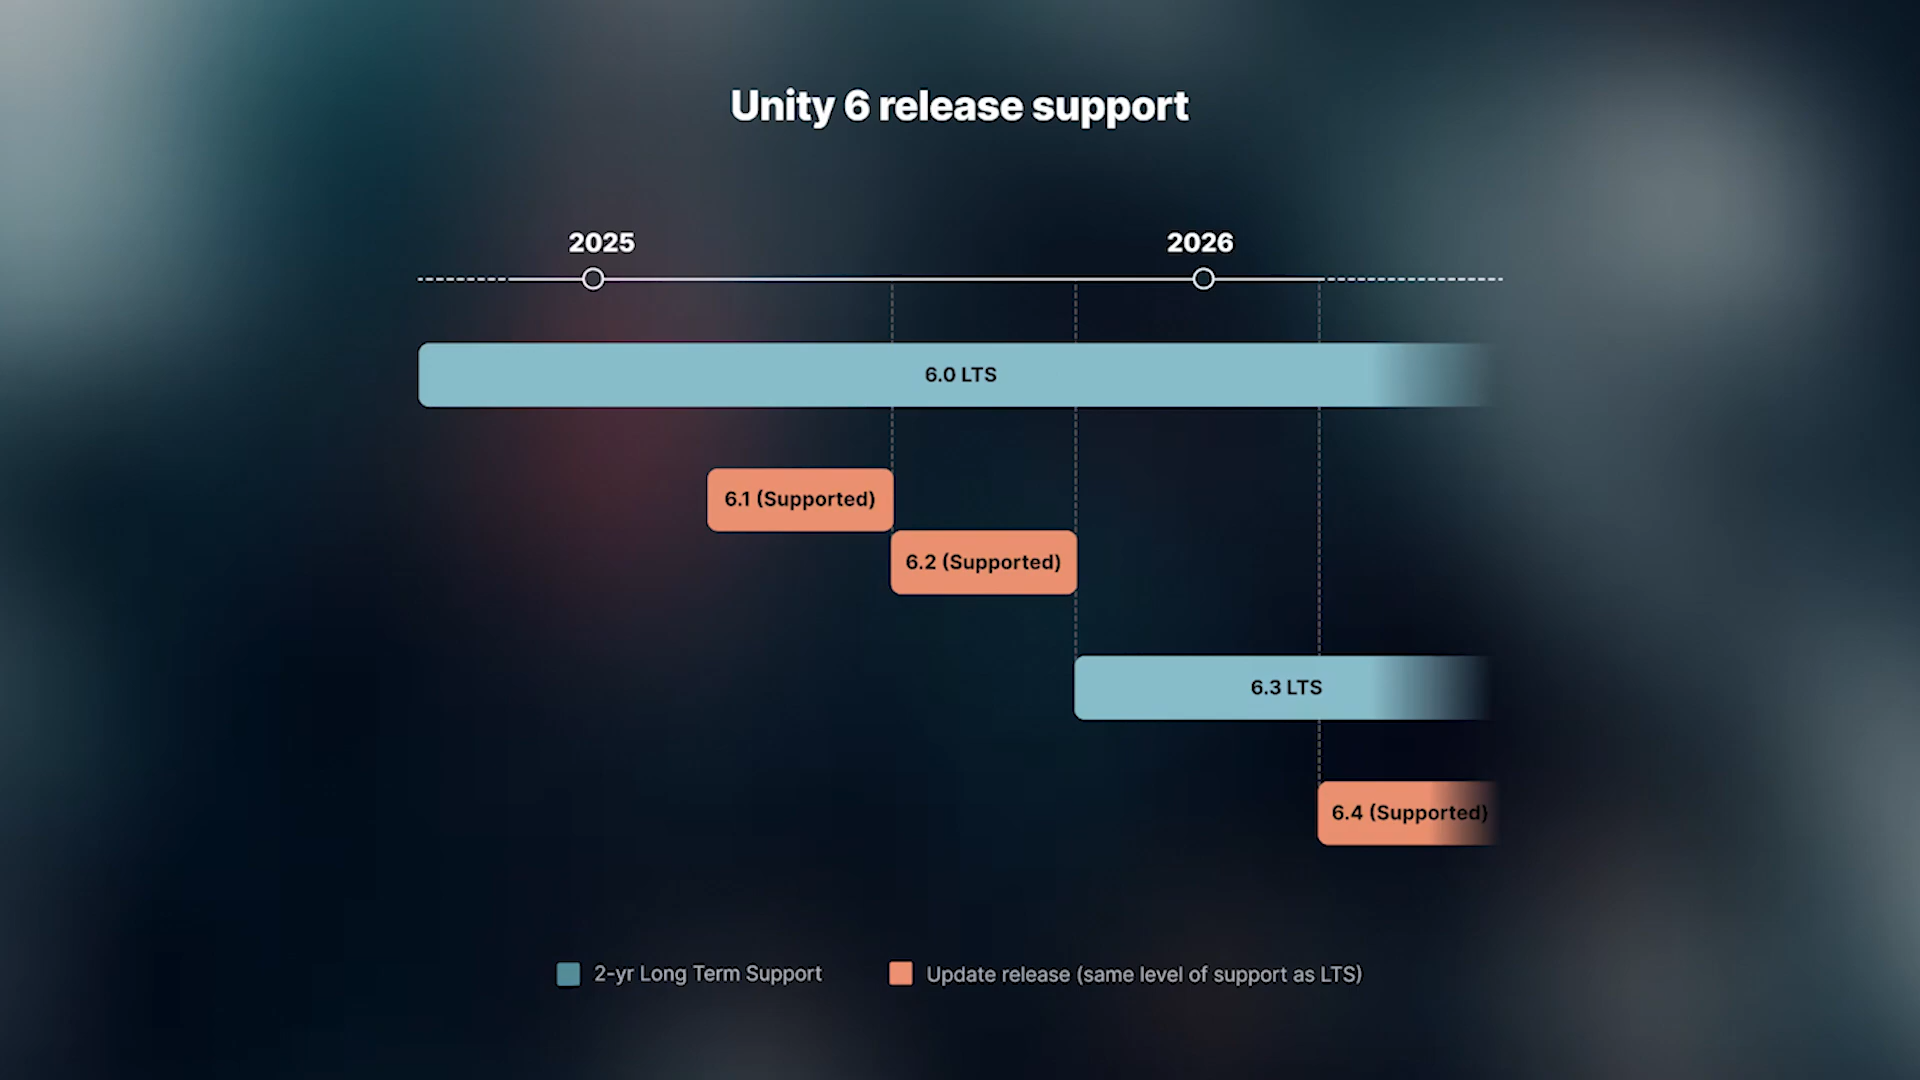 Unity 6 release support
2025
2026
6.0 LTS
6.1 (Supported)
6.2 (Supported)
6.3 LTS
6.4 (Supported)
2-yr Long Term Support
Update release (same level of support as LTS)